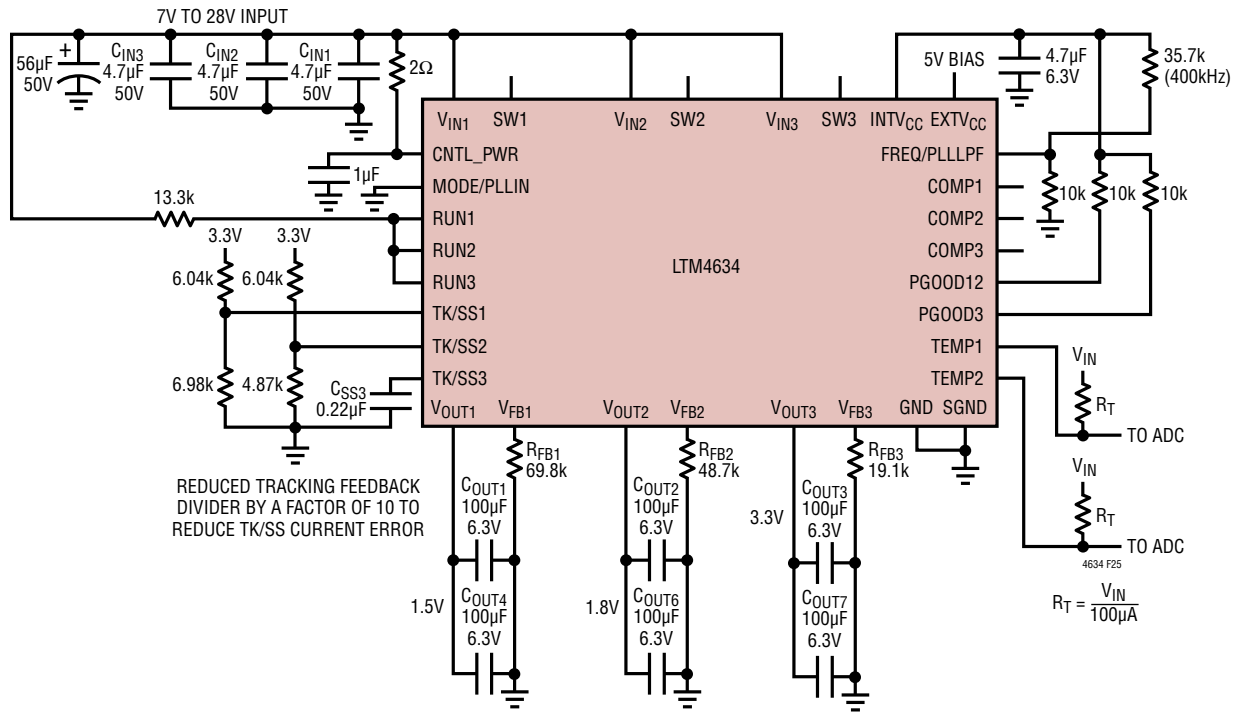 7V TO 28V INPUT
56µF
50V
+
CIN3
4.7µF
50V
CIN2
4.7µF
50V
CIN1
4.7µF
50V
2Ω
5V BIAS
4.7µF
6.3V
35.7k
(400kHz)
VIN1
SW1
VIN2
SW2
VIN3
SW3
INTVCC
EXTVCC
1µF
CNTL_PWR
MODE/PLLIN
RUN1
RUN2
RUN3
TK/SS1
TK/SS2
TK/SS3
LTM4634
FREQ/PLLLPF
COMP1
COMP2
COMP3
PGOOD12
PGOOD3
TEMP1
TEMP2
10k
10k
10k
13.3k
3.3V
3.3V
6.04k
6.04k
6.98k
4.87k
CSS3
0.22µF
VOUT1
VFB1
VOUT2
VFB2
VOUT3
VFB3
GND
SGND
VIN
RT
TO ADC
VIN
RT
TO ADC
4634 F25
RT = VIN
100µA
REDUCED TRACKING FEEDBACK
DIVIDER BY A FACTOR OF 10 TO
REDUCE TK/SS CURRENT ERROR
RFB1
69.8k
COUT1
100µF
6.3V
1.5V
COUT4
100µF
6.3V
RFB2
48.7k
COUT2
100µF
6.3V
1.8V
COUT6
100µF
6.3V
RFB3
19.1k
3.3V
COUT3
100µF
6.3V
COUT7
100µF
6.3V